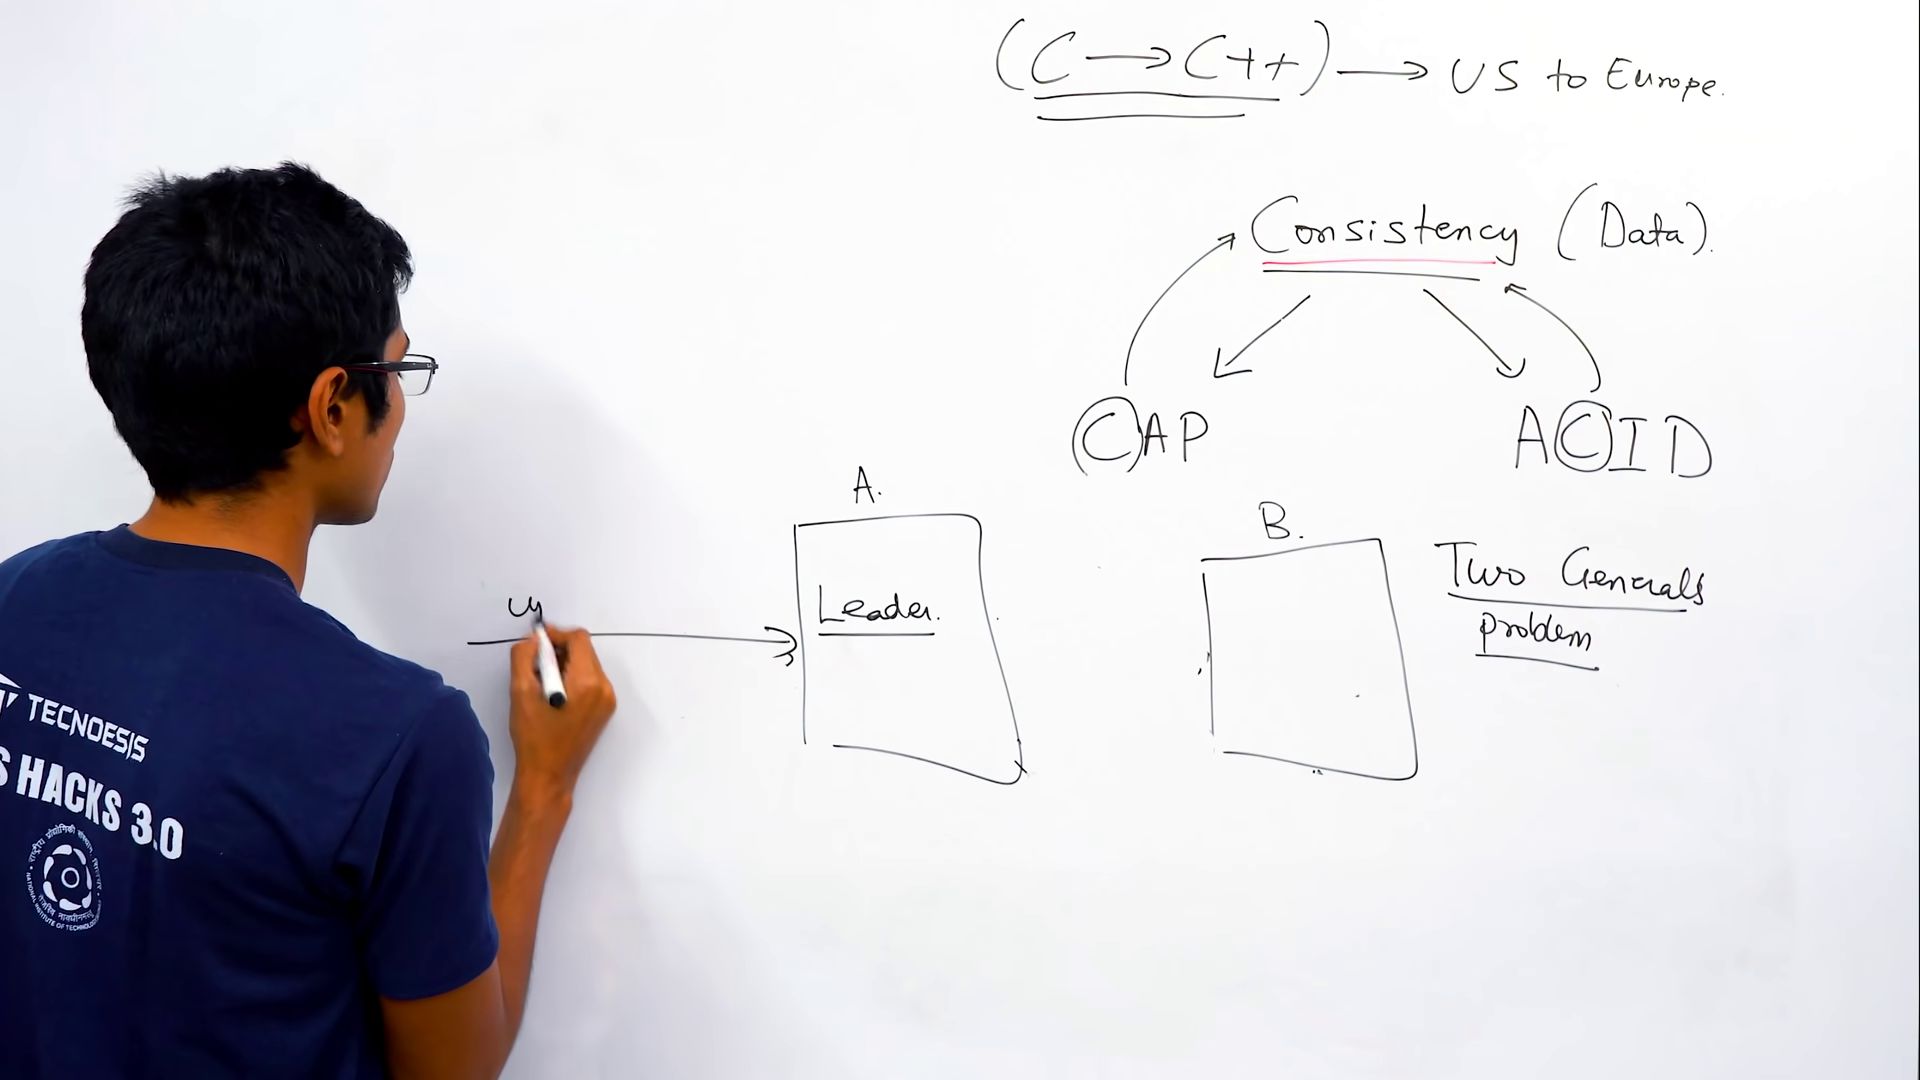 (C → C++) → US to Europe.
Consistency (Data).
CAP
ACID
A.
Leader.
B.
Two Generals
problem
TECNOESIS
S HACKS 3.0